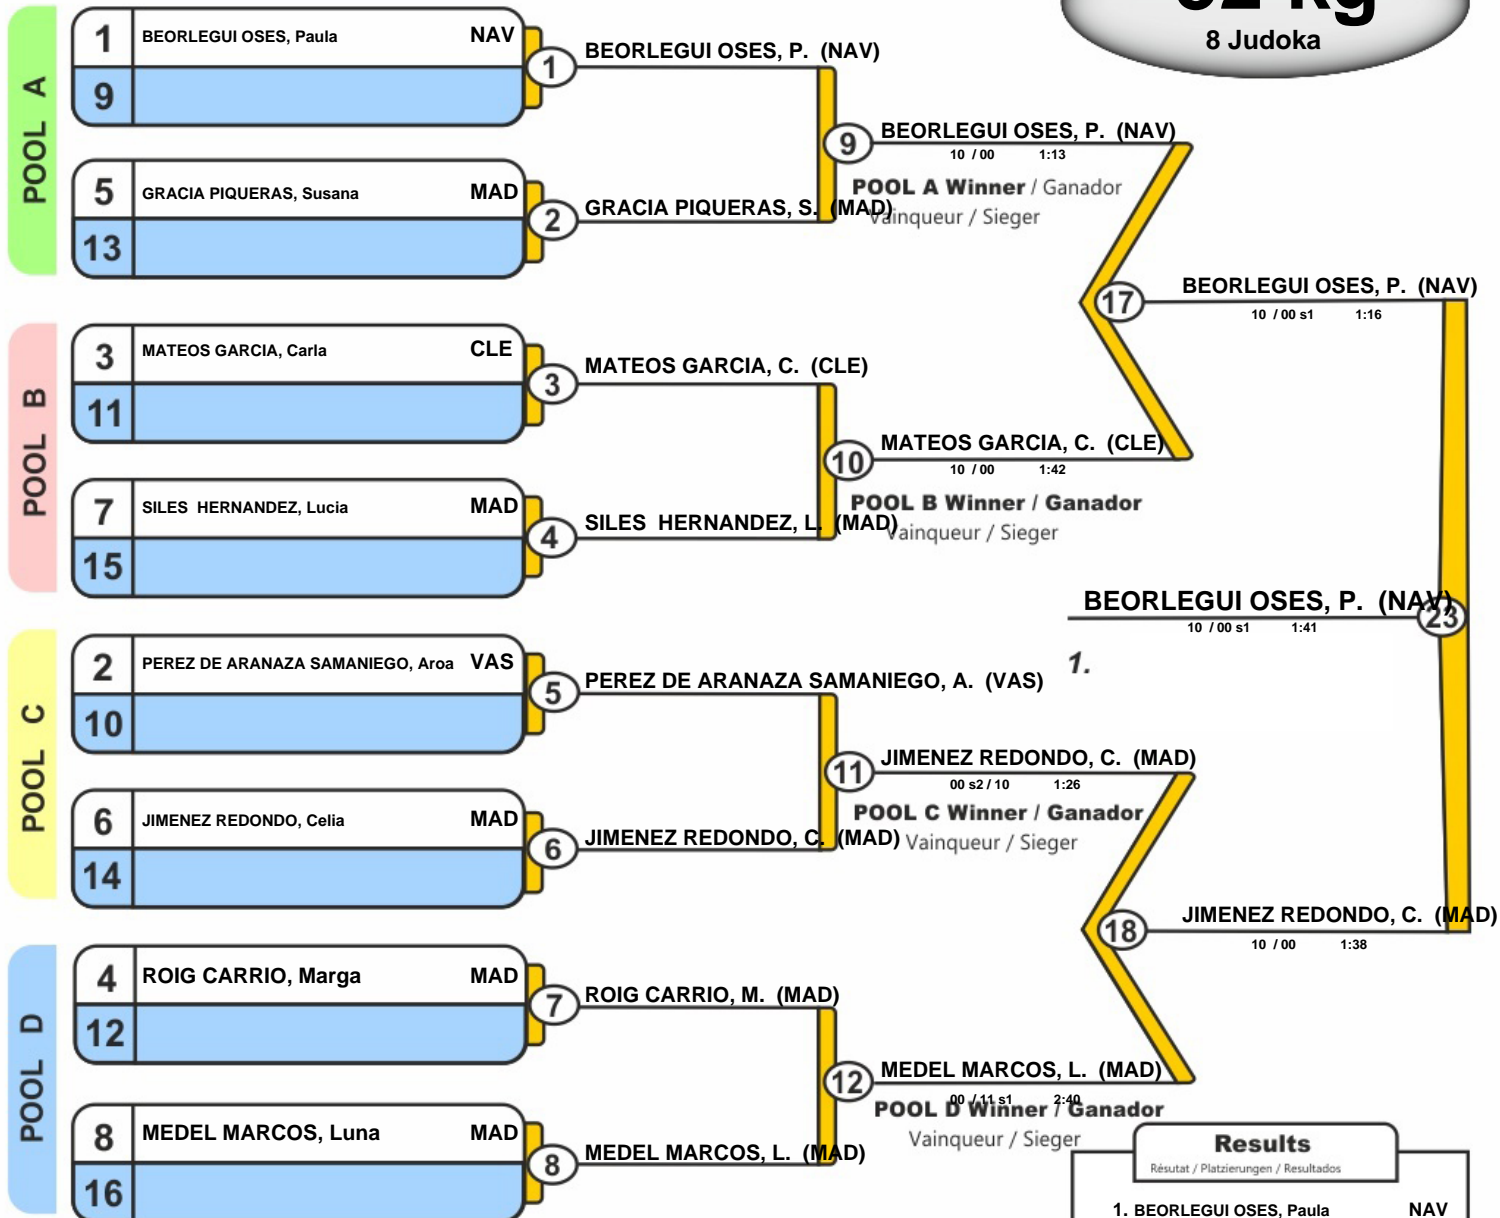 8 Judoka
POOL A
1 BEORLEGUI OSES, Paula NAV
9
5 GRACIA PIQUERAS, Susana MAD
13
POOL B
3 MATEOS GARCIA, Carla CLE
11
7 SILES HERNANDEZ, Lucia MAD
15
POOL C
2 PEREZ DE ARANAZA SAMANIEGO, Aroa VAS
10
6 JIMENEZ REDONDO, Celia MAD
14
POOL D
4 ROIG CARRIO, Marga MAD
12
8 MEDEL MARCOS, Luna MAD
16
1 BEORLEGUI OSES, P. (NAV)
2 GRACIA PIQUERAS, S. (MAD)
3 MATEOS GARCIA, C. (CLE)
4 SILES HERNANDEZ, L. (MAD)
5 PEREZ DE ARANAZA SAMANIEGO, A. (VAS)
6 JIMENEZ REDONDO, C. (MAD)
7 ROIG CARRIO, M. (MAD)
8 MEDEL MARCOS, L. (MAD)
9 BEORLEGUI OSES, P. (NAV)
10 / 00 1:13
POOL A Winner / Ganador
Vainqueur / Sieger
10 MATEOS GARCIA, C. (CLE)
10 / 00 1:42
POOL B Winner / Ganador
Vainqueur / Sieger
11 JIMENEZ REDONDO, C. (MAD)
00 s2 / 10 1:26
POOL C Winner / Ganador
Vainqueur / Sieger
12 MEDEL MARCOS, L. (MAD)
00 / 11 s1 2:40
POOL D Winner / Ganador
Vainqueur / Sieger
17 BEORLEGUI OSES, P. (NAV)
10 / 00 s1 1:16
18 JIMENEZ REDONDO, C. (MAD)
10 / 00 1:38
BEORLEGUI OSES, P. (NAV) 23
10 / 00 s1 1:41
1.
Results
Résutat / Platzierungen / Resultados
1. BEORLEGUI OSES, Paula NAV